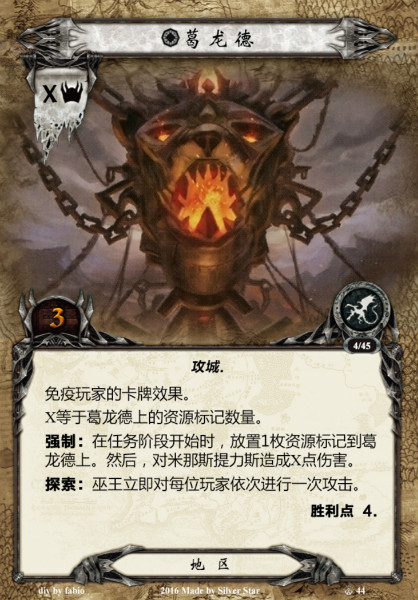 葛龙德
X
3
4/45
攻城.
免疫玩家的卡牌效果。
X等于葛龙德上的资源标记数量。
强制：在任务阶段开始时，放置1枚资源标记到葛
龙德上。然后，对米那斯提力斯造成X点伤害。
探索：巫王立即对每位玩家依次进行一次攻击。
胜利点 4.
地 区
diy by fabio
2016 Made by Silver Star
44